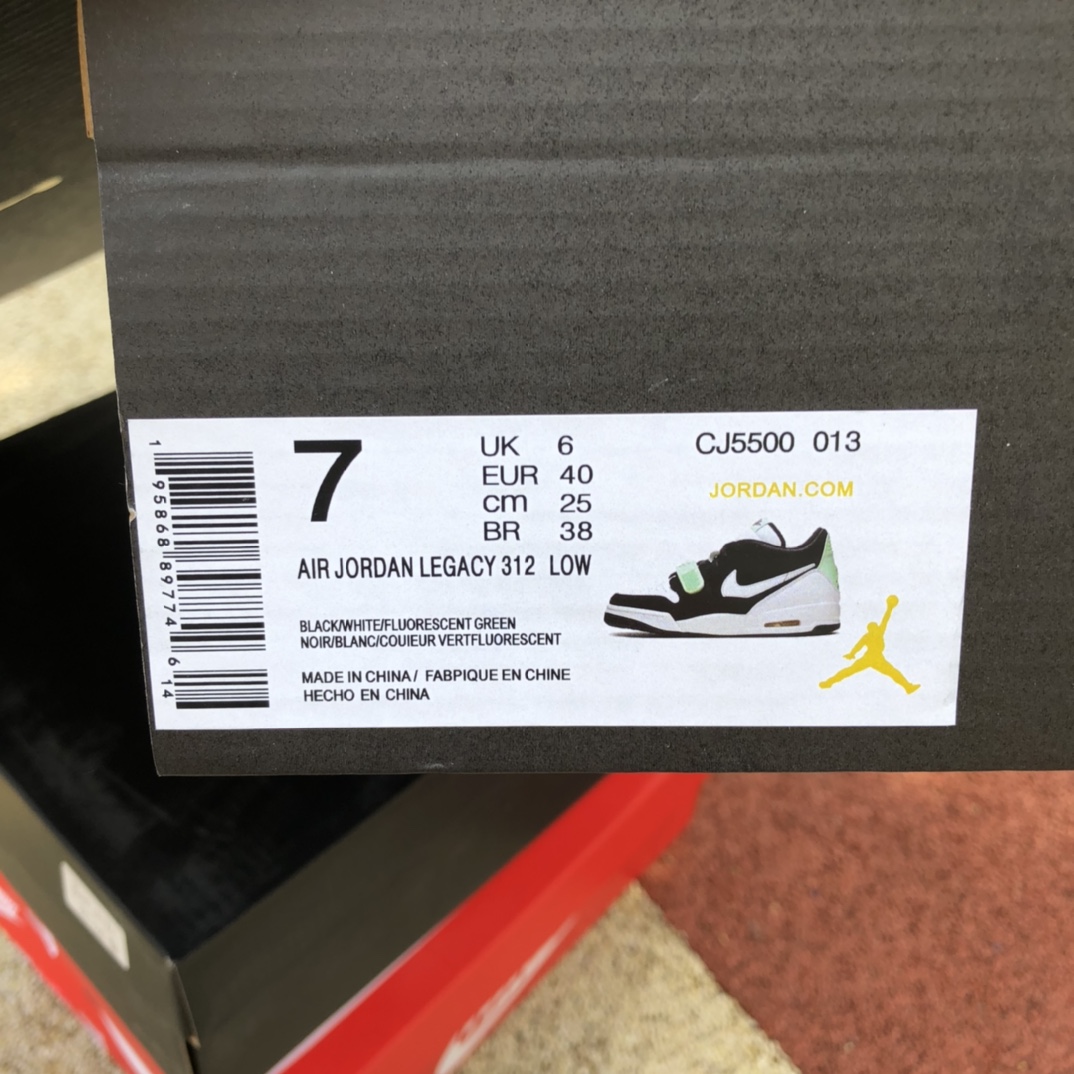 1 95868 89774 6 14
7
UK 6
EUR 40
cm 25
BR 38
CJ5500 013
JORDAN.COM
AIR JORDAN LEGACY 312 LOW
BLACK/WHITE/FLUORESCENT GREEN
NOIR/BLANC/COUIEUR VERTFLUORESCENT
MADE IN CHINA / FABPIQUE EN CHINE
HECHO EN CHINA